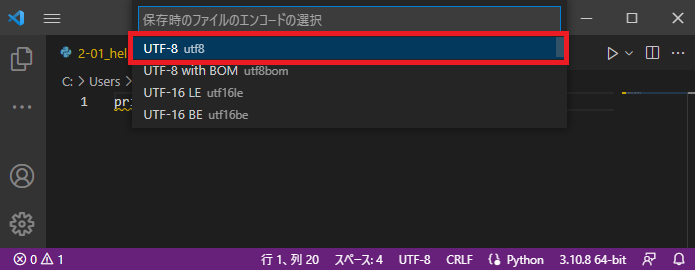 保存時のファイルのエンコードの選択
UTF-8 utf8
UTF-8 with BOM utf8bom
UTF-16 LE utf16le
UTF-16 BE utf16be
2-01_hel
C: > Users >
1 pri
0 1 行 1、列 20 スペース: 4 UTF-8 CRLF Python 3.10.8 64-bit